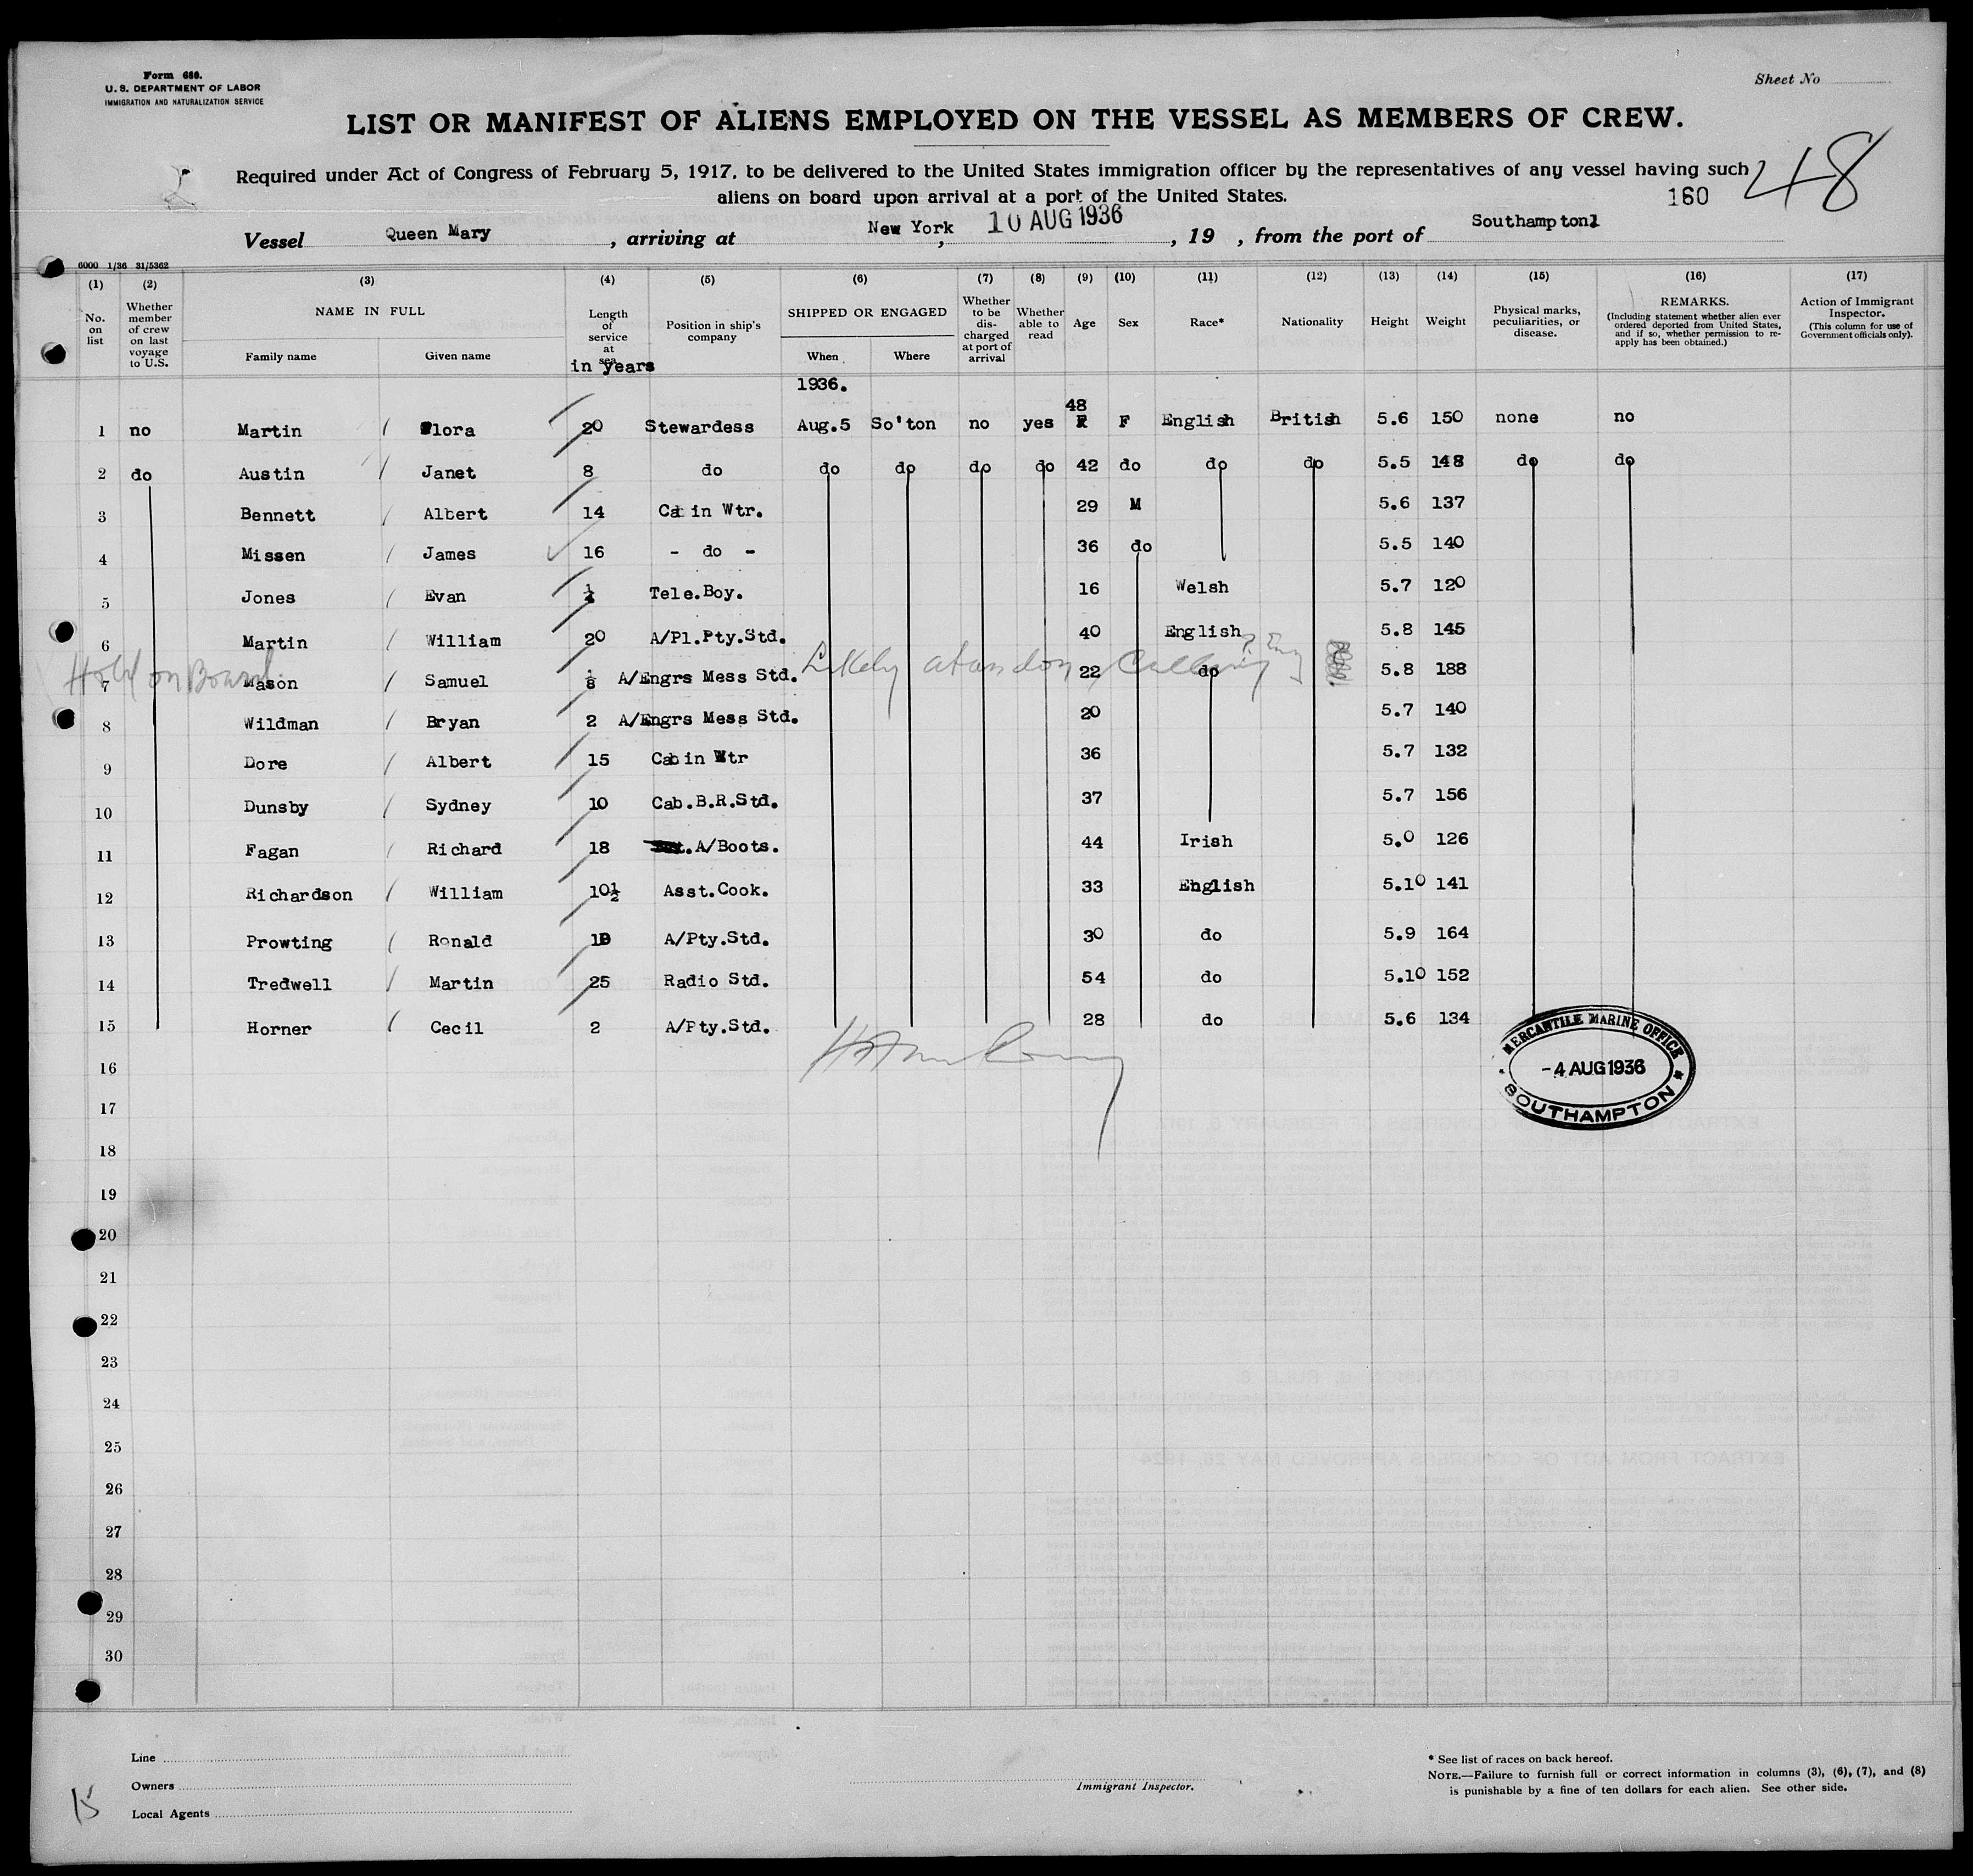 Form 680.
U. S. DEPARTMENT OF LABOR
IMMIGRATION AND NATURALIZATION SERVICE
Sheet No
LIST OR MANIFEST OF ALIENS EMPLOYED ON THE VESSEL AS MEMBERS OF CREW.
Required under Act of Congress of February 5, 1917, to be delivered to the United States immigration officer by the representatives of any vessel having such
aliens on board upon arrival at a port of the United States.
160 48
Vessel Queen Mary, arriving at New York, 10 AUG 1936, 19 , from the port of Southampton1
6000 1/36 31/5362
(1) (2) (3) (4) (5) (6) (7) (8) (9) (10) (11) (12) (13) (14) (15) (16) (17)
No. on list
Whether member of crew on last voyage to U.S.
NAME IN FULL
Family name
Given name
Length of service at sea
in years
Position in ship's company
SHIPPED OR ENGAGED
When
Where
Whether to be discharged at port of arrival
Whether able to read
Age
Sex
Race*
Nationality
Height
Weight
Physical marks, peculiarities, or disease.
REMARKS.
(Including statement whether alien ever ordered deported from United States, and if so, whether permission to re-apply has been obtained.)
Action of Immigrant Inspector.
(This column for use of Government officials only).
1936.
1 no Martin Flora 20 Stewardess Aug.5 So'ton no yes 48 F English British 5.6 150 none no
2 do Austin Janet 8 do do do do do 42 do do do 5.5 148 do do
3 Bennett Albert 14 Cabin Wtr. 29 M 5.6 137
4 Missen James 16 - do - 36 do 5.5 140
5 Jones Evan Tele.Boy. 16 Welsh 5.7 120
6 Martin William 20 A/Pl.Pty.Std. 40 English 5.8 145
Hold on Board.
Likely abandon calling
7 Mason Samuel 1/8 A/Engrs Mess Std. 22 do 5.8 188
8 Wildman Bryan 2 A/Engrs Mess Std. 20 5.7 140
9 Dore Albert 15 Cabin Wtr 36 5.7 132
10 Dunsby Sydney 10 Cab.B.R.Std. 37 5.7 156
11 Fagan Richard 18 A/Boots. 44 Irish 5.0 126
12 Richardson William 10½ Asst.Cook. 33 English 5.10 141
13 Prowting Ronald A/Pty.Std. 30 do 5.9 164
14 Tredwell Martin 25 Radio Std. 54 do 5.10 152
15 Horner Cecil 2 A/Pty.Std. 28 do 5.6 134
MERCANTILE MARINE OFFICE
-4 AUG 1936
SOUTHAMPTON
16
17
18
19
20
21
22
23
24
25
26
27
28
29
30
Line
Owners
Local Agents
15
Immigrant Inspector.
* See list of races on back hereof.
NOTE.—Failure to furnish full or correct information in columns (3), (6), (7), and (8)
is punishable by a fine of ten dollars for each alien. See other side.